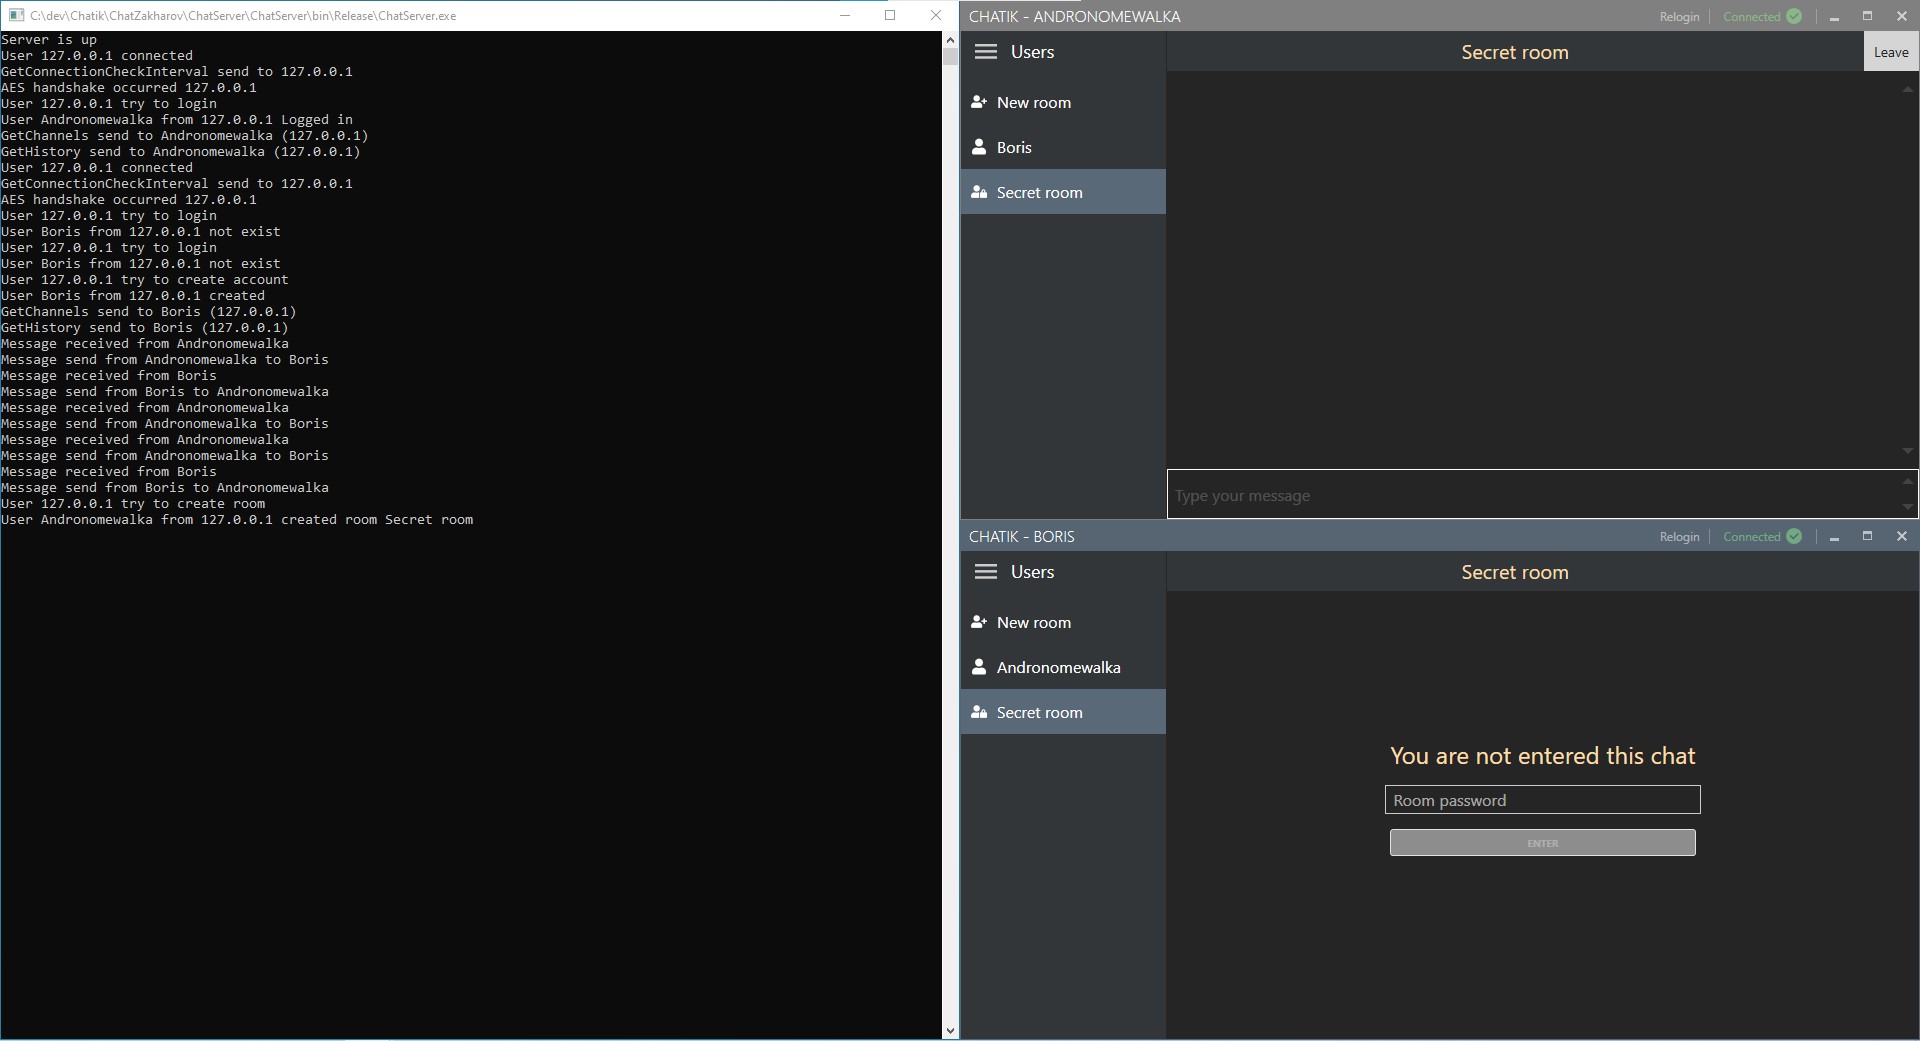 C:\dev\Chatik\ChatZakharov\ChatServer\ChatServer\bin\Release\ChatServer.exe
Server is up
User 127.0.0.1 connected
GetConnectionCheckInterval send to 127.0.0.1
AES handshake occurred 127.0.0.1
User 127.0.0.1 try to login
User Andronomewalka from 127.0.0.1 Logged in
GetChannels send to Andronomewalka (127.0.0.1)
GetHistory send to Andronomewalka (127.0.0.1)
User 127.0.0.1 connected
GetConnectionCheckInterval send to 127.0.0.1
AES handshake occurred 127.0.0.1
User 127.0.0.1 try to login
User Boris from 127.0.0.1 not exist
User 127.0.0.1 try to login
User Boris from 127.0.0.1 not exist
User 127.0.0.1 try to create account
User Boris from 127.0.0.1 created
GetChannels send to Boris (127.0.0.1)
GetHistory send to Boris (127.0.0.1)
Message received from Andronomewalka
Message send from Andronomewalka to Boris
Message received from Boris
Message send from Boris to Andronomewalka
Message received from Andronomewalka
Message send from Andronomewalka to Boris
Message received from Andronomewalka
Message send from Andronomewalka to Boris
Message received from Boris
Message send from Boris to Andronomewalka
User 127.0.0.1 try to create room
User Andronomewalka from 127.0.0.1 created room Secret room
CHATIK - ANDRONOMEWALKA
Relogin
Connected
Users
Secret room
Leave
New room
Boris
Secret room
Type your message
CHATIK - BORIS
Relogin
Connected
Users
Secret room
New room
Andronomewalka
Secret room
You are not entered this chat
Room password
ENTER